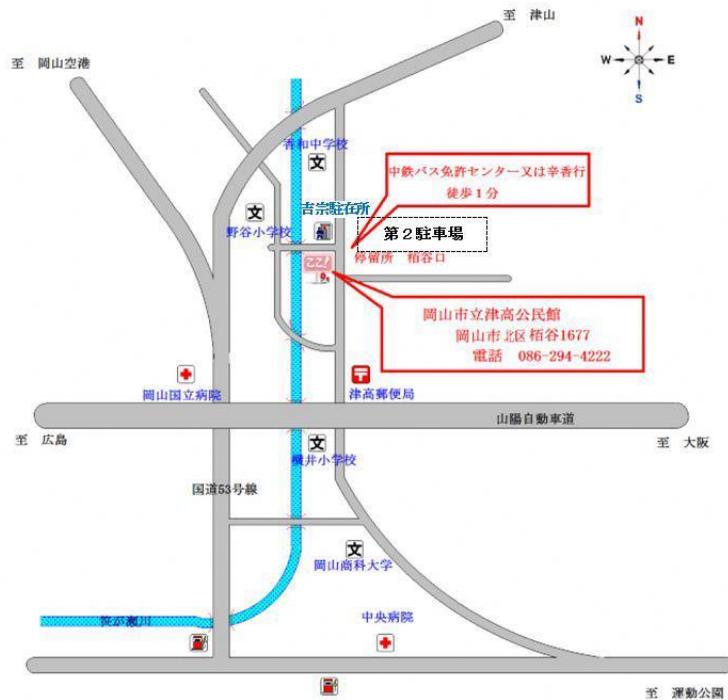 至 津山
N
W E
S
至 岡山空港
香和中学校
文
中鉄バス免許センター又は辛香行
徒歩1分
吉宗駐在所
文
野谷小学校
第2駐車場
停留所 栢谷口
ココ!
岡山市立津高公民館
岡山市北区栢谷1677
電話 086-294-4222
岡山国立病院
津高郵便局
山陽自動車道
至 広島
至 大阪
文
横井小学校
国道53号線
文
岡山商科大学
笹が瀬川
中央病院
至 運動公園